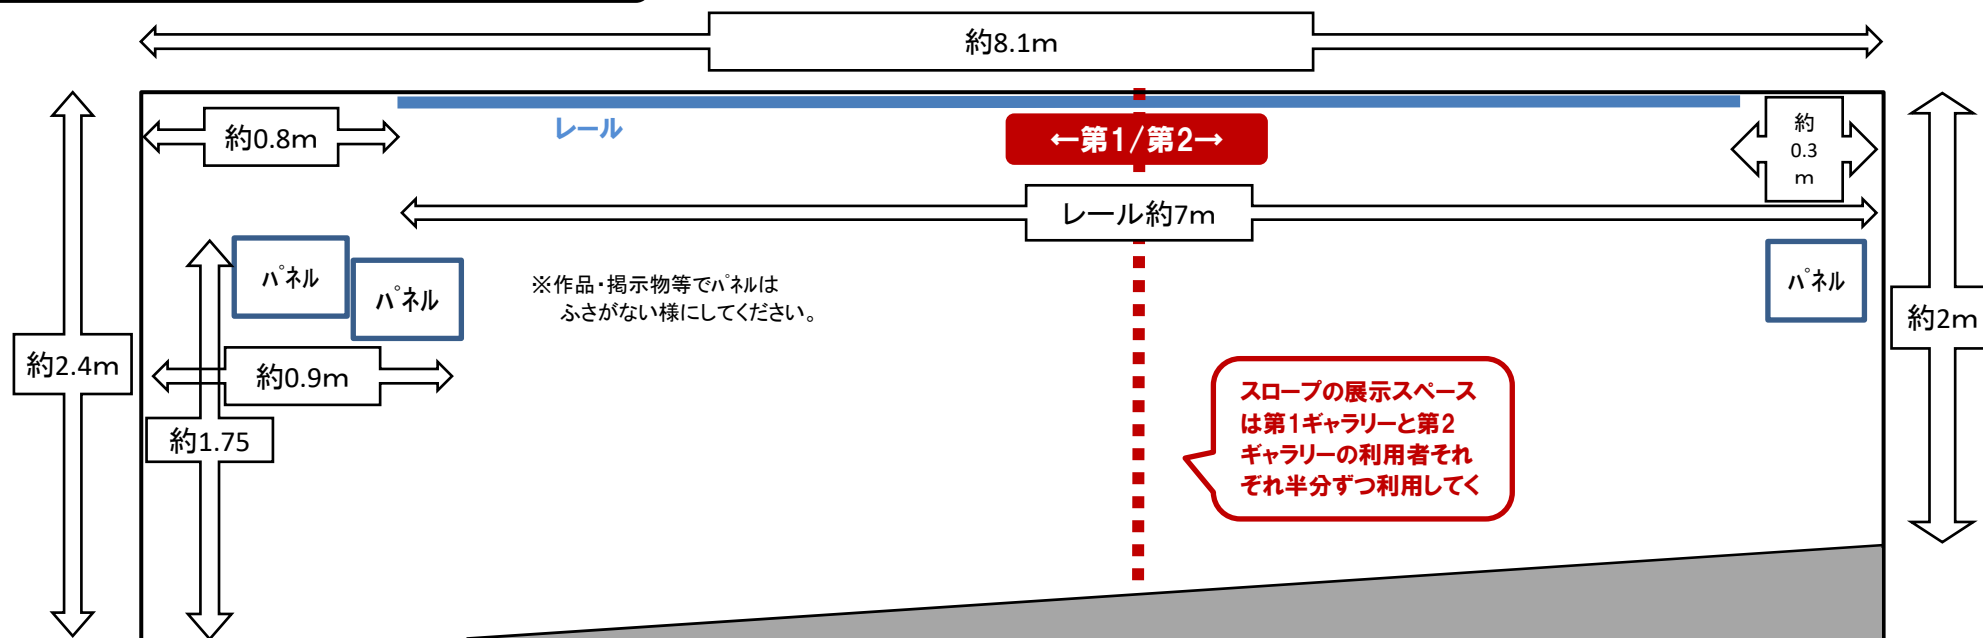 約8.1m
レール
約0.8m
←第1/第2→
約
0.3
m
レール約7m
パネル
パネル
パネル
※作品・掲示物等でパネルは
ふさがない様にしてください。
約2.4m
約0.9m
約1.75
約2m
スロープの展示スペース
は第1ギャラリーと第2
ギャラリーの利用者それ
ぞれ半分ずつ利用してく